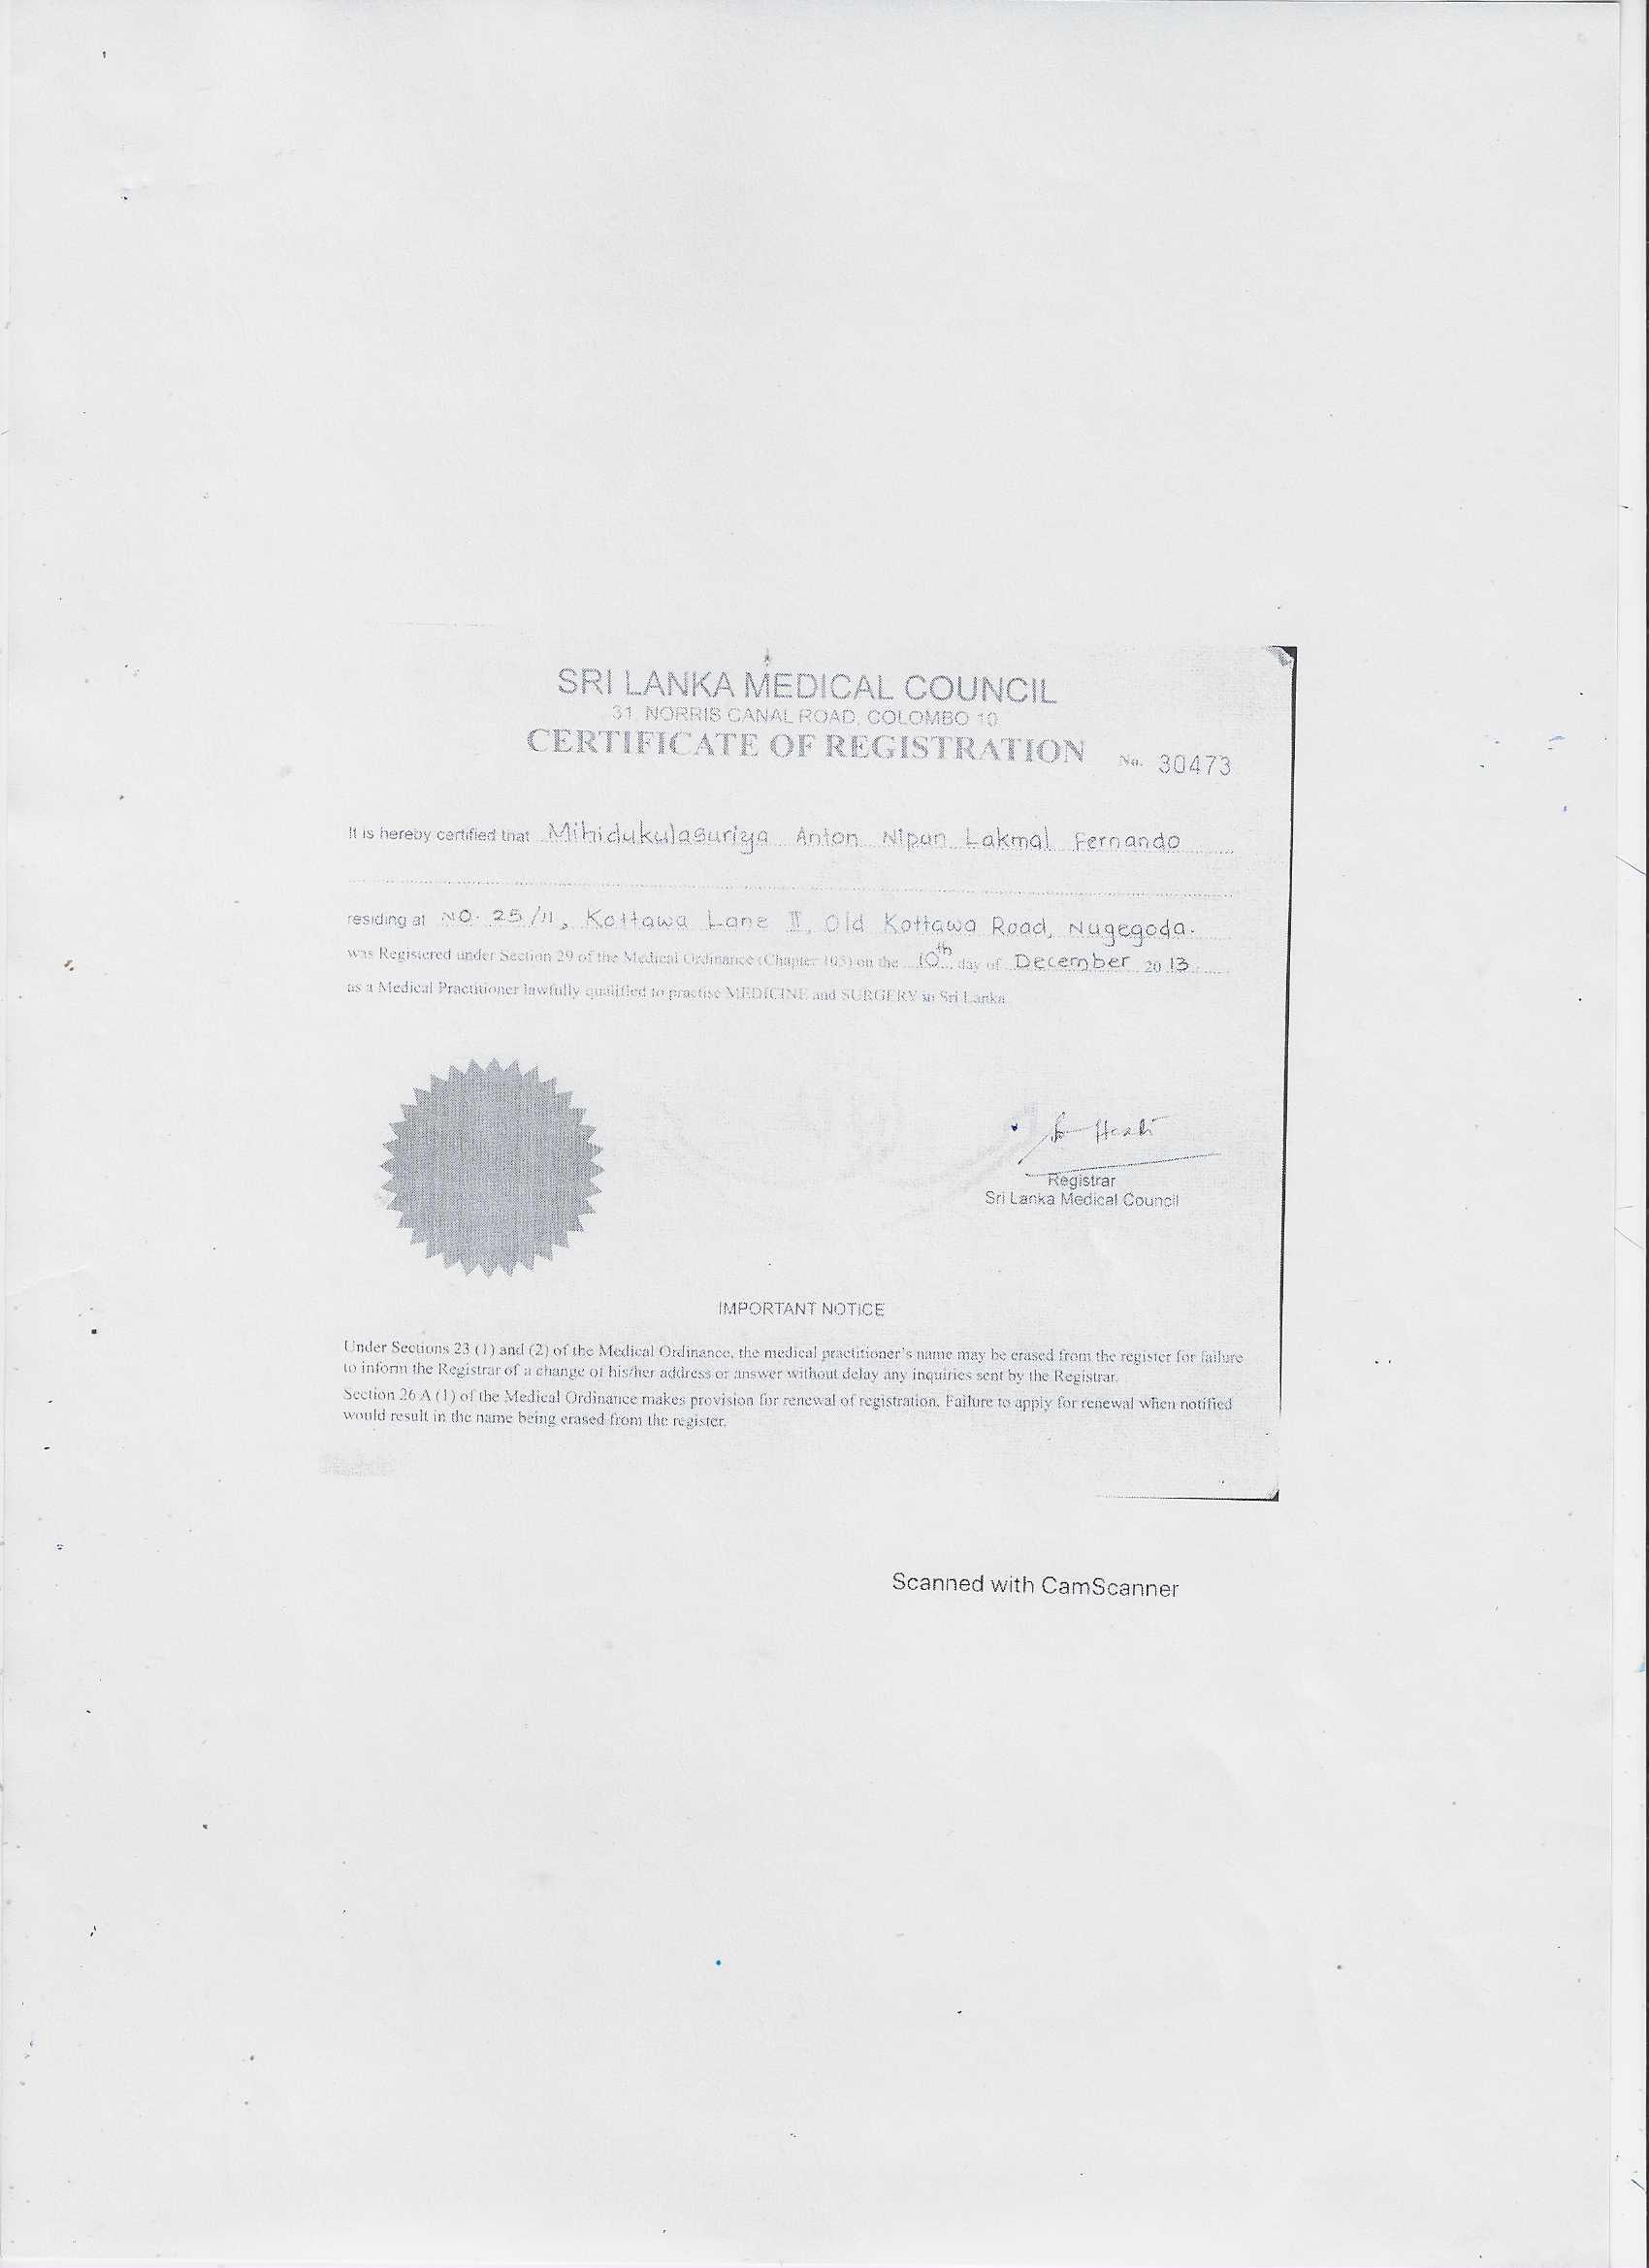 SRI LANKA MEDICAL COUNCIL
31, NORRIS CANAL ROAD, COLOMBO 10
CERTIFICATE OF REGISTRATION No. 30473
It is hereby certified that Mihidukulasuriya Anton Nipun Lakmal Fernando
residing at NO. 25/11, Kottawa Lane II, Old Kottawa Road, Nugegoda.
was Registered under Section 29 of the Medical Ordinance (Chapter 105) on the 10th day of December 2013
as a Medical Practitioner lawfully qualified to practise MEDICINE and SURGERY in Sri Lanka
Registrar
Sri Lanka Medical Council
IMPORTANT NOTICE
Under Sections 23 (1) and (2) of the Medical Ordinance, the medical practitioner's name may be erased from the register for failure
to inform the Registrar of a change of his/her address or answer without delay any inquiries sent by the Registrar.
Section 26 A (1) of the Medical Ordinance makes provision for renewal of registration. Failure to apply for renewal when notified
would result in the name being erased from the register.
Scanned with CamScanner